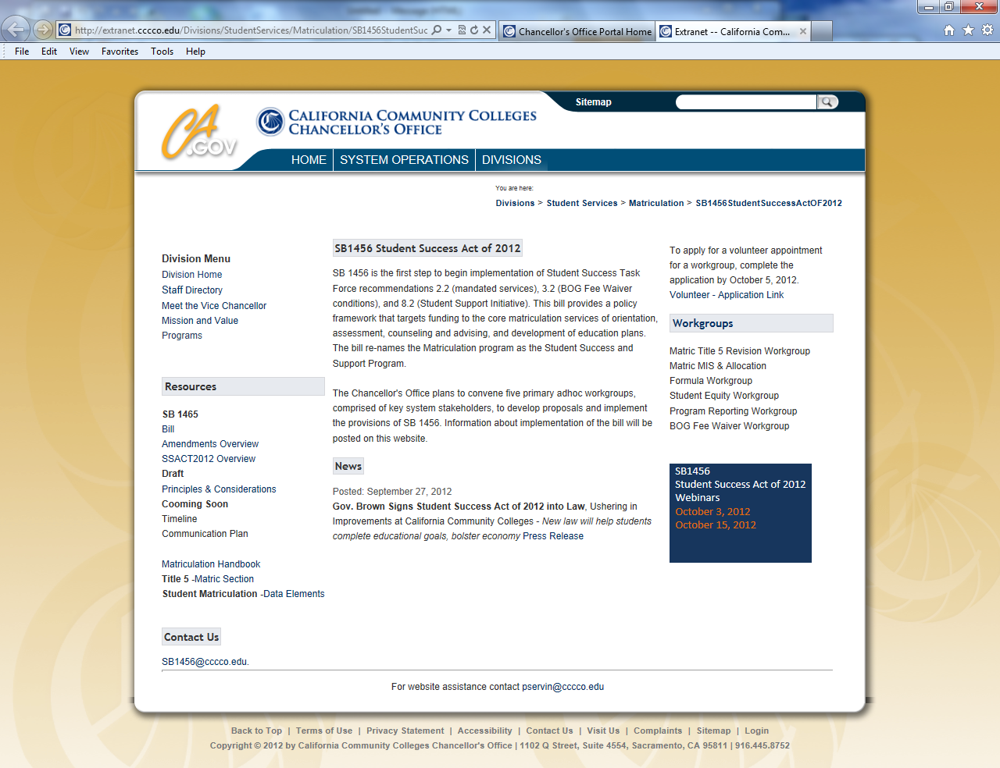 http://extranet.cccco.edu/Divisions/StudentServices/Matriculation/SB1456StudentSuc
Chancellor's Office Portal Home
Extranet -- California Com...
File Edit View Favorites Tools Help
CA.GOV
CALIFORNIA COMMUNITY COLLEGES
CHANCELLOR'S OFFICE
Sitemap
HOME SYSTEM OPERATIONS DIVISIONS
You are here:
Divisions > Student Services > Matriculation > SB1456StudentSuccessActOF2012
Division Menu
Division Home
Staff Directory
Meet the Vice Chancellor
Mission and Value
Programs
Resources
SB 1465
Bill
Amendments Overview
SSACT2012 Overview
Draft
Principles & Considerations
Cooming Soon
Timeline
Communication Plan
Matriculation Handbook
Title 5 -Matric Section
Student Matriculation -Data Elements
Contact Us
SB1456@cccco.edu.
SB1456 Student Success Act of 2012
SB 1456 is the first step to begin implementation of Student Success Task
Force recommendations 2.2 (mandated services), 3.2 (BOG Fee Waiver
conditions), and 8.2 (Student Support Initiative). This bill provides a policy
framework that targets funding to the core matriculation services of orientation,
assessment, counseling and advising, and development of education plans.
The bill re-names the Matriculation program as the Student Success and
Support Program.
The Chancellor's Office plans to convene five primary adhoc workgroups,
comprised of key system stakeholders, to develop proposals and implement
the provisions of SB 1456. Information about implementation of the bill will be
posted on this website.
News
Posted: September 27, 2012
Gov. Brown Signs Student Success Act of 2012 into Law, Ushering in
Improvements at California Community Colleges - New law will help students
complete educational goals, bolster economy Press Release
To apply for a volunteer appointment
for a workgroup, complete the
application by October 5, 2012.
Volunteer - Application Link
Workgroups
Matric Title 5 Revision Workgroup
Matric MIS & Allocation
Formula Workgroup
Student Equity Workgroup
Program Reporting Workgroup
BOG Fee Waiver Workgroup
SB1456
Student Success Act of 2012
Webinars
October 3, 2012
October 15, 2012
For website assistance contact pservin@cccco.edu
Back to Top | Terms of Use | Privacy Statement | Accessibility | Contact Us | Visit Us | Complaints | Sitemap | Login
Copyright © 2012 by California Community Colleges Chancellor's Office | 1102 Q Street, Suite 4554, Sacramento, CA 95811 | 916.445.8752